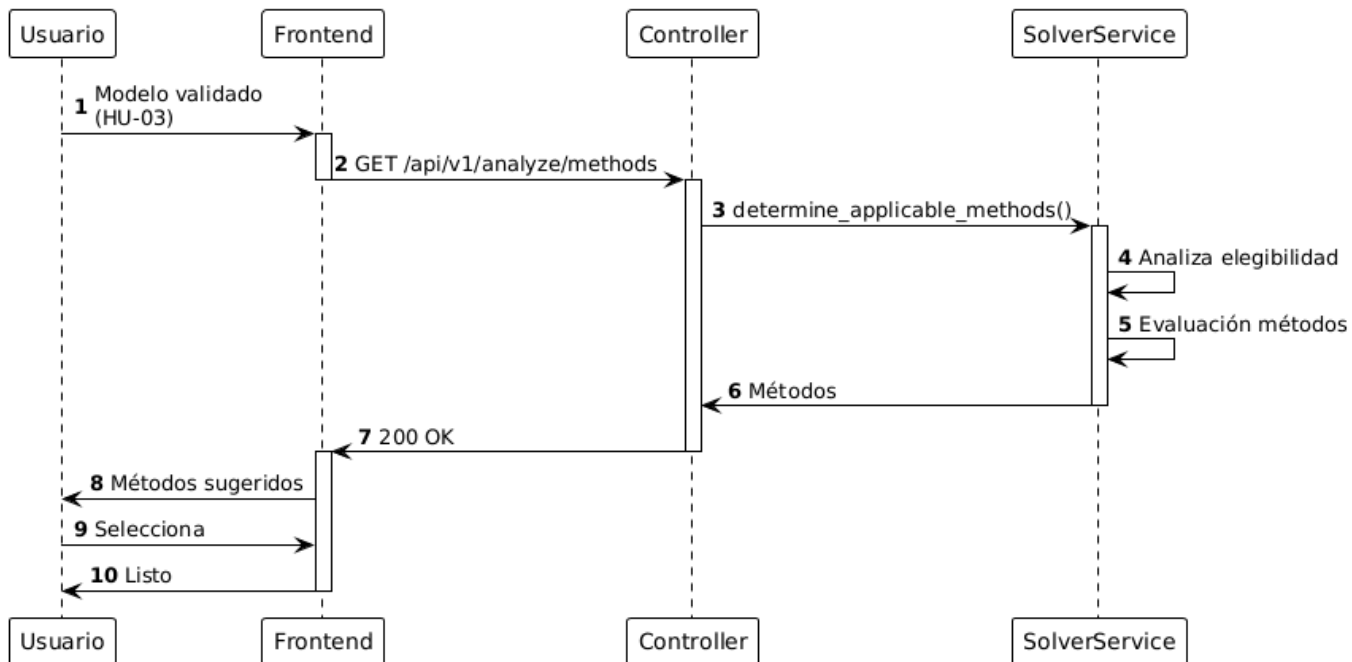 Usuario
Frontend
Controller
SolverService
1 Modelo validado
(HU-03)
2 GET /api/v1/analyze/methods
3 determine_applicable_methods()
4 Analiza elegibilidad
5 Evaluación métodos
6 Métodos
7 200 OK
8 Métodos sugeridos
9 Selecciona
10 Listo
Usuario
Frontend
Controller
SolverService